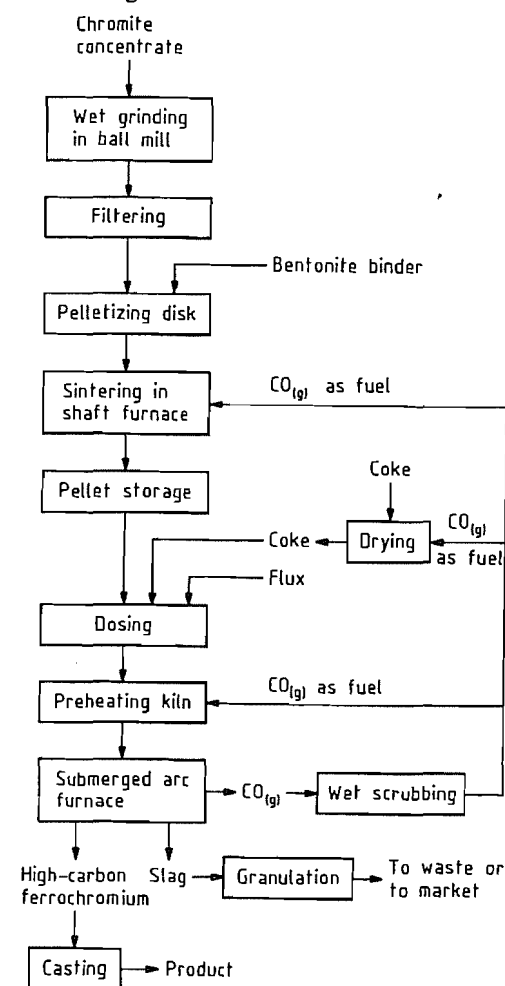 Chromite
concentrate
Wet grinding
in ball mill
Filtering
Bentonite binder
Pelletizing disk
CO(g) as fuel
Sintering in
shaft furnace
Pellet storage
Coke
CO(g)
as fuel
Drying
Coke
Flux
Dosing
CO(g) as fuel
Preheating kiln
Submerged arc
furnace
CO(g)
Wet scrubbing
High-carbon
ferrochromium
Slag
Granulation
To waste or
to market
Casting
Product